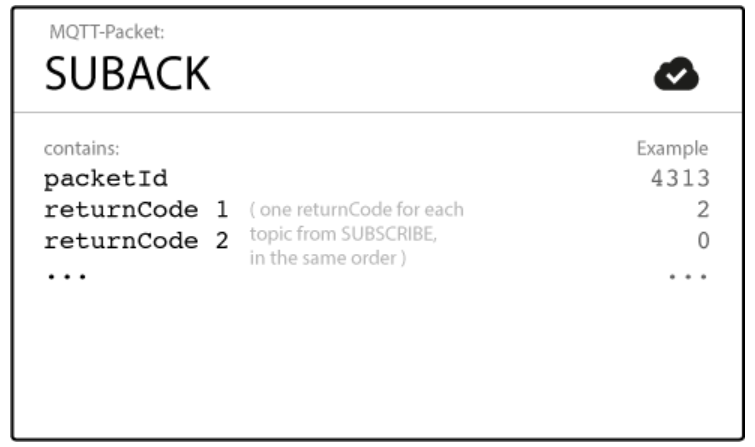 MQTT-Packet:
SUBACK
contains:
Example
packetId
4313
returnCode 1
( one returnCode for each
2
returnCode 2
topic from SUBSCRIBE,
0
in the same order )
...
...